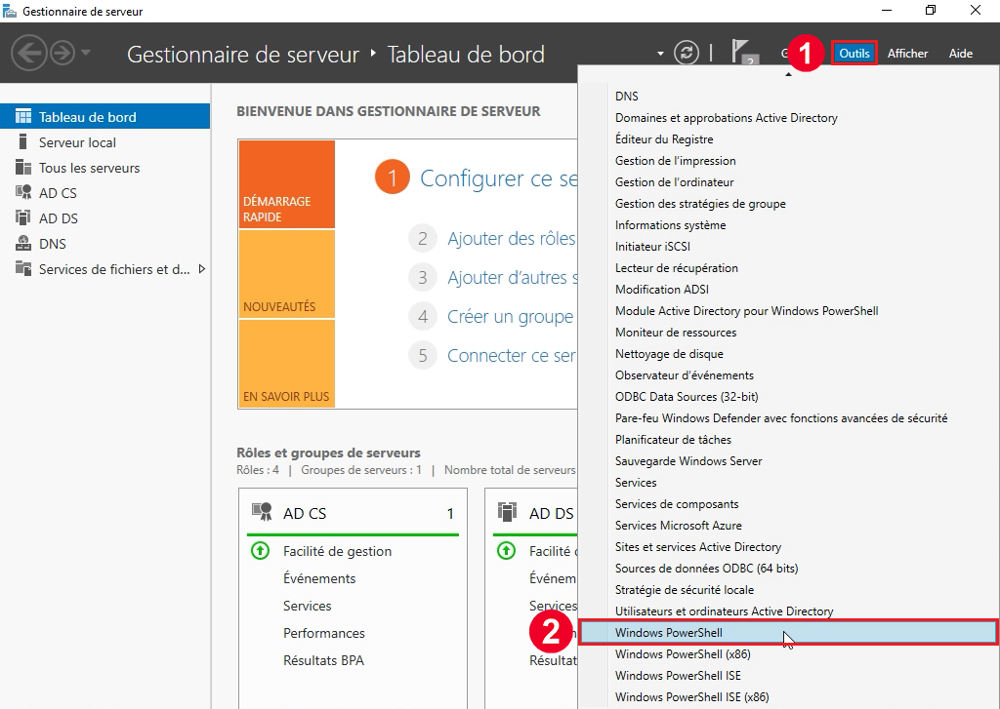 Gestionnaire de serveur
Gestionnaire de serveur ‣ Tableau de bord
2
G
1
Outils
Afficher
Aide
Tableau de bord
Serveur local
Tous les serveurs
AD CS
AD DS
DNS
Services de fichiers et d...
BIENVENUE DANS GESTIONNAIRE DE SERVEUR
DÉMARRAGE
RAPIDE
NOUVEAUTÉS
EN SAVOIR PLUS
1 Configurer ce se
2 Ajouter des rôles
3 Ajouter d'autres s
4 Créer un groupe
5 Connecter ce ser
Rôles et groupes de serveurs
Rôles : 4 | Groupes de serveurs : 1 | Nombre total de serveurs
AD CS 1
Facilité de gestion
Événements
Services
Performances
Résultats BPA
AD DS
Facilité
Événem
Services
Résultat
DNS
Domaines et approbations Active Directory
Éditeur du Registre
Gestion de l'impression
Gestion de l'ordinateur
Gestion des stratégies de groupe
Informations système
Initiateur iSCSI
Lecteur de récupération
Modification ADSI
Module Active Directory pour Windows PowerShell
Moniteur de ressources
Nettoyage de disque
Observateur d'événements
ODBC Data Sources (32-bit)
Pare-feu Windows Defender avec fonctions avancées de sécurité
Planificateur de tâches
Sauvegarde Windows Server
Services
Services de composants
Services Microsoft Azure
Sites et services Active Directory
Sources de données ODBC (64 bits)
Stratégie de sécurité locale
Utilisateurs et ordinateurs Active Directory
2
Windows PowerShell
Windows PowerShell (x86)
Windows PowerShell ISE
Windows PowerShell ISE (x86)